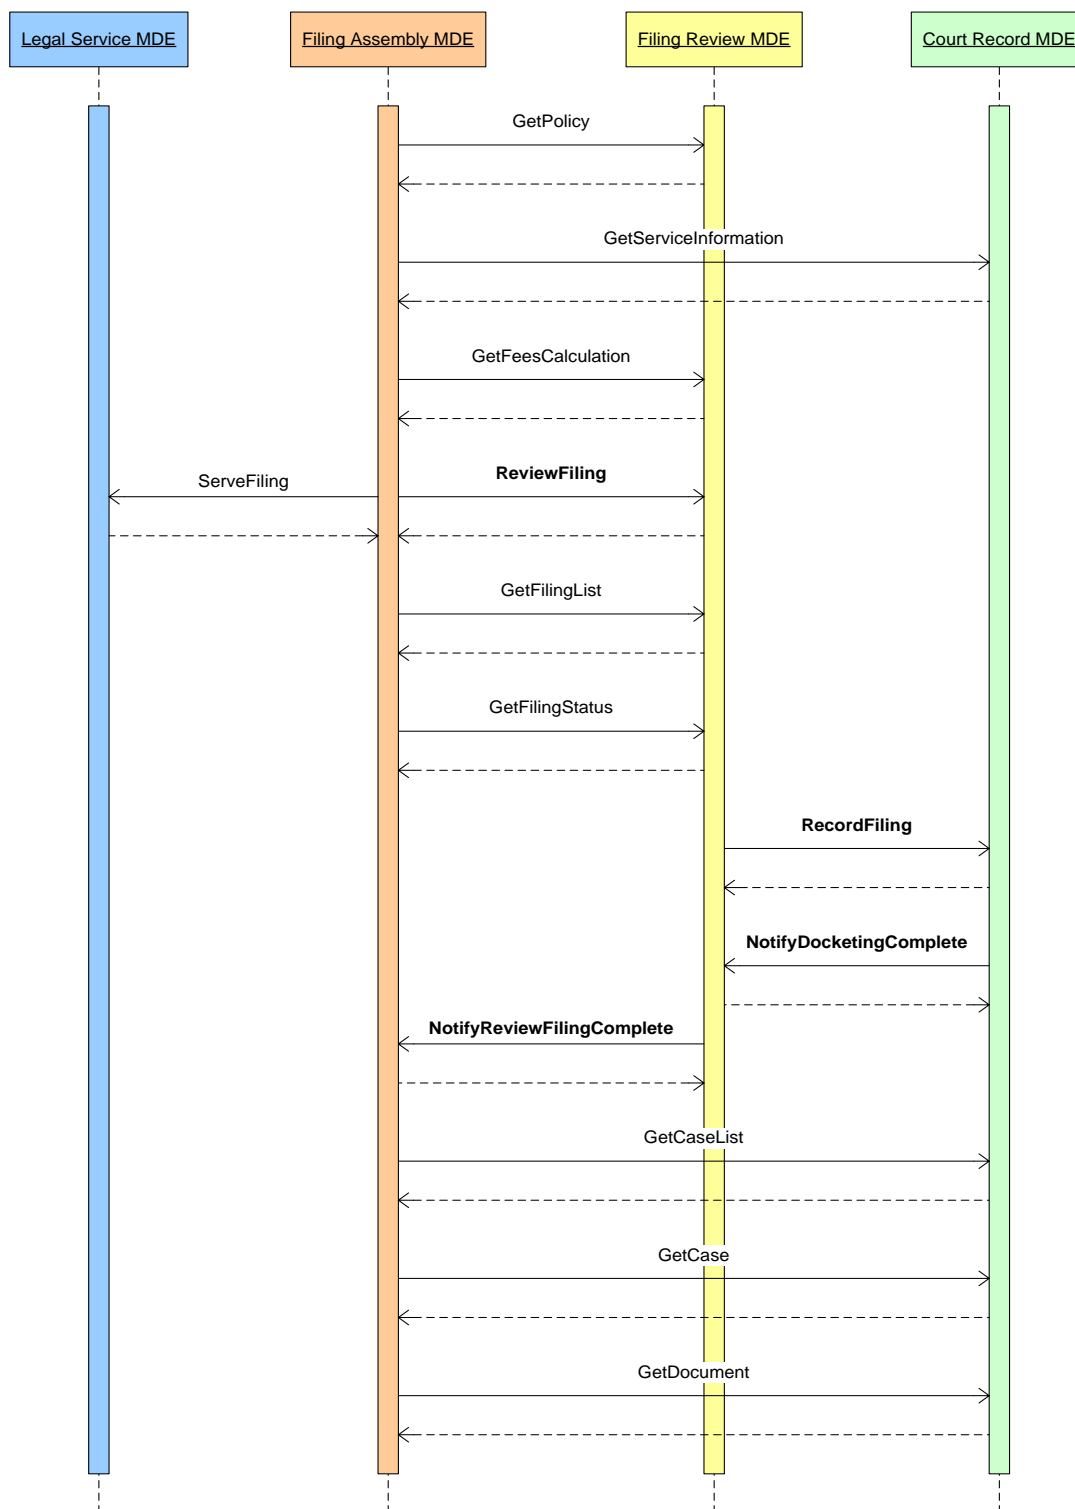 Legal Service MDE
Filing Assembly MDE
Filing Review MDE
Court Record MDE
GetPolicy
GetServiceInformation
GetFeesCalculation
ServeFiling
ReviewFiling
GetFilingList
GetFilingStatus
RecordFiling
NotifyDocketingComplete
NotifyReviewFilingComplete
GetCaseList
GetCase
GetDocument